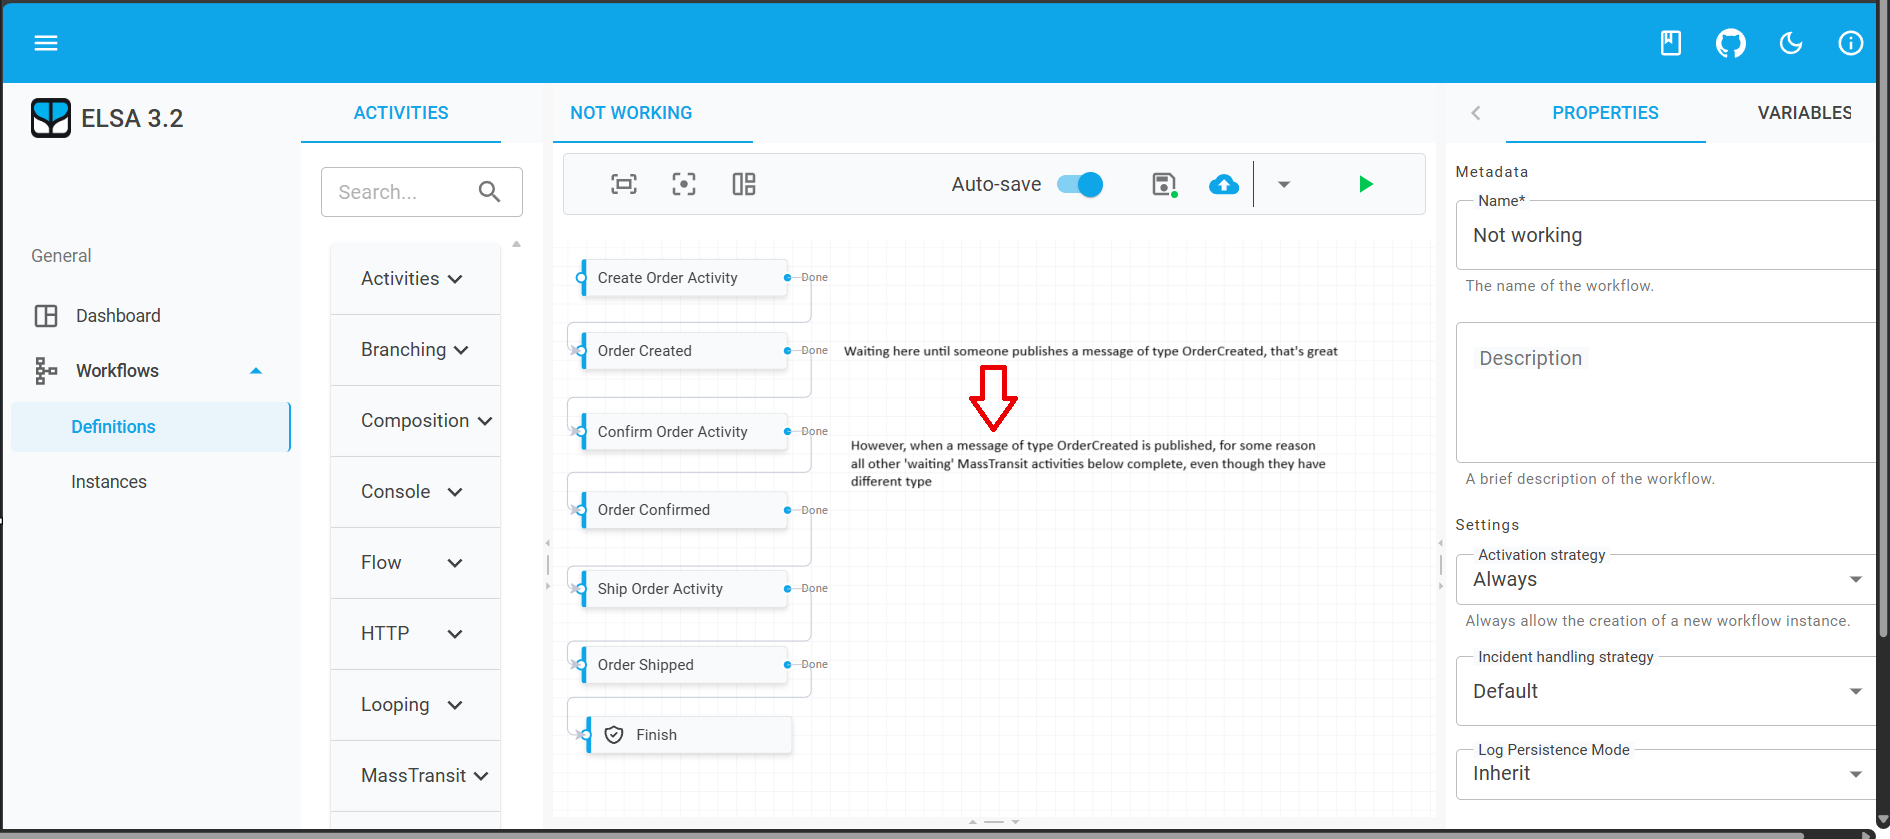 ELSA 3.2
General
Dashboard
Workflows
Definitions
Instances
ACTIVITIES
Search...
Activities
Branching
Composition
Console
Flow
HTTP
Looping
MassTransit
NOT WORKING
Auto-save
Create Order Activity
Done
Order Created
Done
Waiting here until someone publishes a message of type OrderCreated, that's great
Confirm Order Activity
Done
However, when a message of type OrderCreated is published, for some reason
all other 'waiting' MassTransit activities below complete, even though they have
different type
Order Confirmed
Done
Ship Order Activity
Done
Order Shipped
Done
Finish
PROPERTIES
VARIABLES
Metadata
Name*
Not working
The name of the workflow.
Description
A brief description of the workflow.
Settings
Activation strategy
Always
Always allow the creation of a new workflow instance.
Incident handling strategy
Default
Log Persistence Mode
Inherit